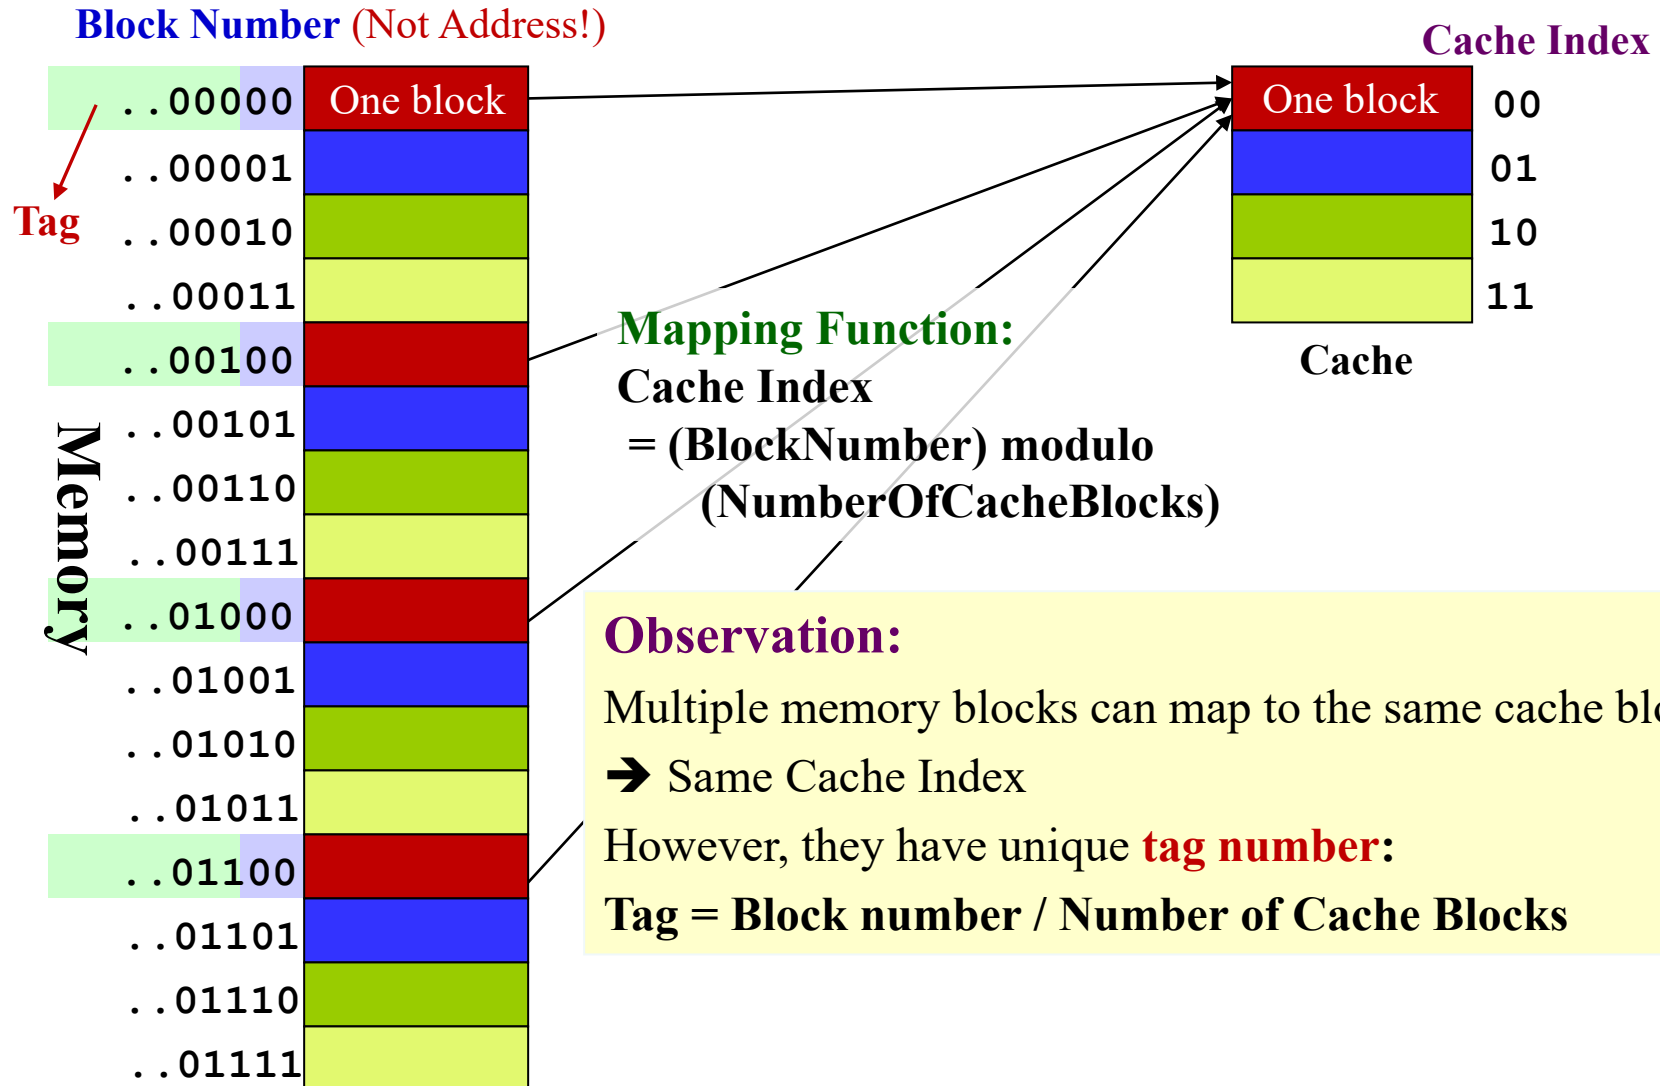 Block Number (Not Address!)
Cache Index
..00000 One block
One block 00
..00001
01
Tag
..00010
10
..00011
11
Mapping Function:
..00100
Cache
Cache Index
..00101
= (BlockNumber) modulo
..00110
(NumberOfCacheBlocks)
..00111
Memory
..01000
Observation:
..01001
Multiple memory blocks can map to the same cache
..01010
➔ Same Cache Index
..01011
However, they have unique tag number:
..01100
Tag = Block number / Number of Cache Blocks
..01101
..01110
..01111